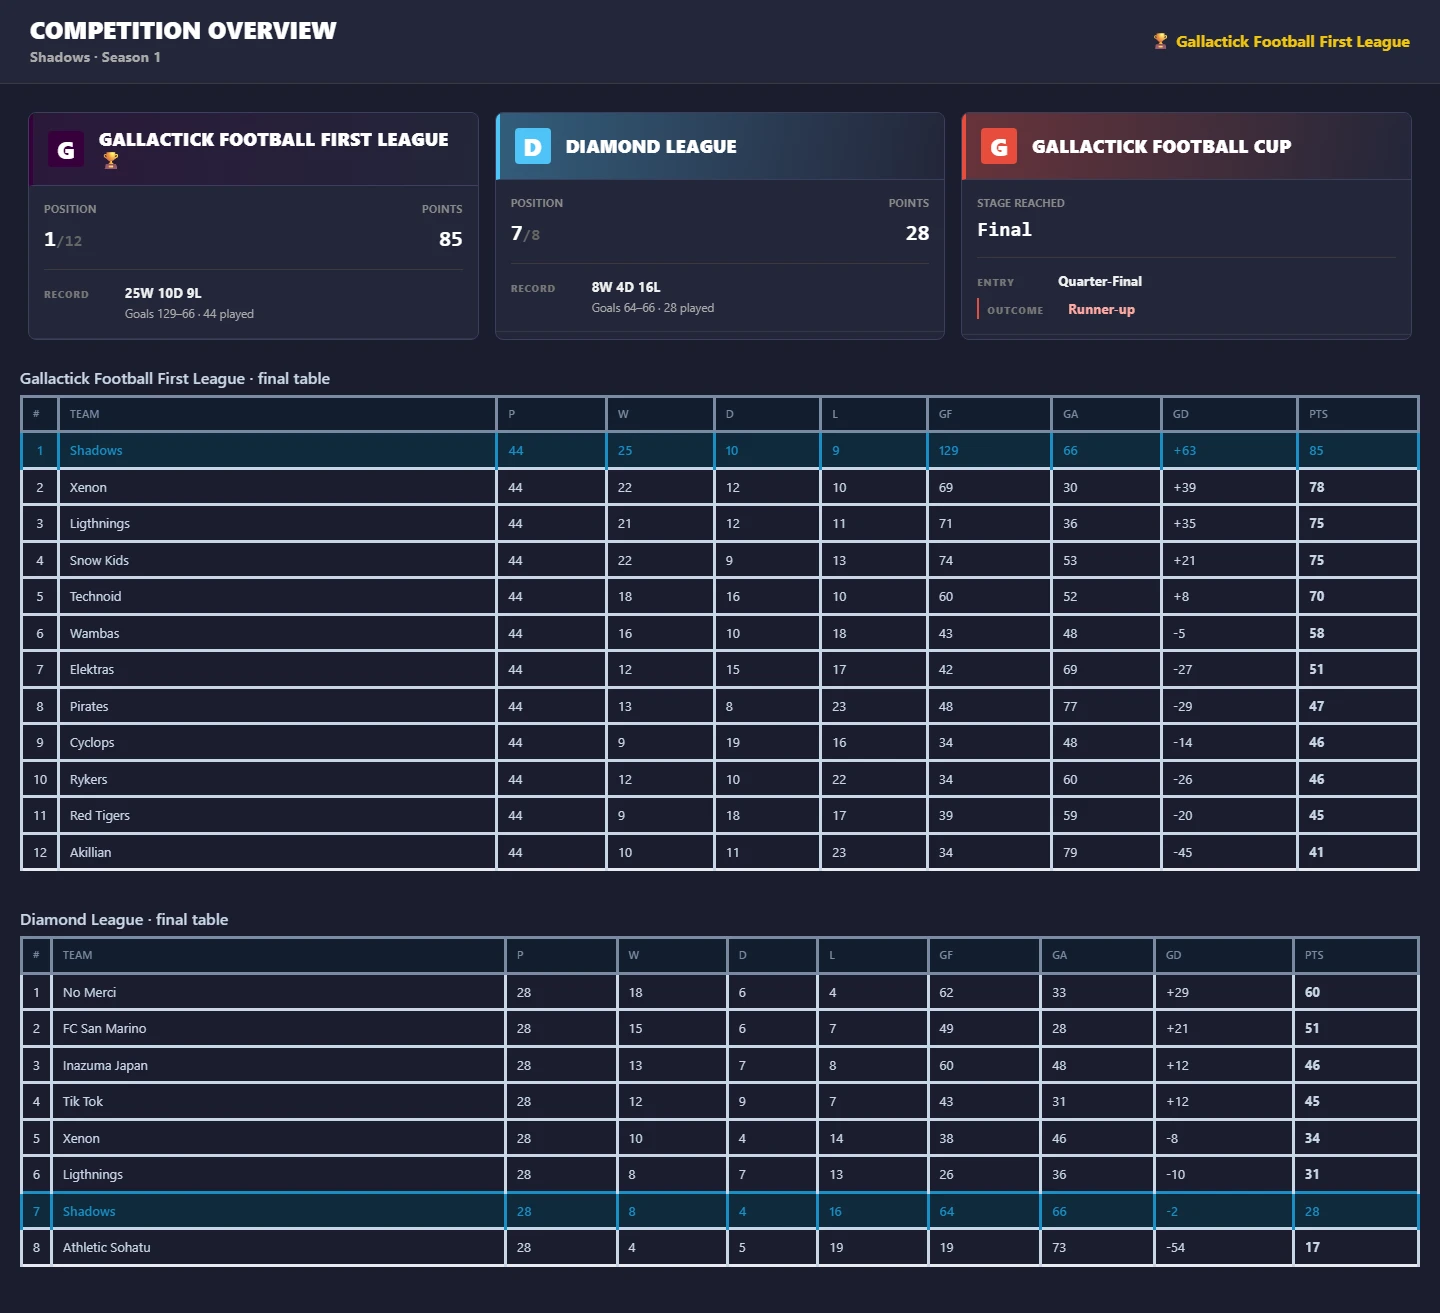 COMPETITION OVERVIEW
Shadows · Season 1
🏆 Gallactick Football First League
G GALLACTICK FOOTBALL FIRST LEAGUE 🏆
POSITION POINTS
1/12 85
RECORD 25W 10D 9L
Goals 129–66 · 44 played
D DIAMOND LEAGUE
POSITION POINTS
7/8 28
RECORD 8W 4D 16L
Goals 64–66 · 28 played
G GALLACTICK FOOTBALL CUP
STAGE REACHED
Final
ENTRY Quarter-Final
OUTCOME Runner-up
Gallactick Football First League · final table
# TEAM P W D L GF GA GD PTS
1 Shadows 44 25 10 9 129 66 +63 85
2 Xenon 44 22 12 10 69 30 +39 78
3 Ligthnings 44 21 12 11 71 36 +35 75
4 Snow Kids 44 22 9 13 74 53 +21 75
5 Technoid 44 18 16 10 60 52 +8 70
6 Wambas 44 16 10 18 43 48 -5 58
7 Elektras 44 12 15 17 42 69 -27 51
8 Pirates 44 13 8 23 48 77 -29 47
9 Cyclops 44 9 19 16 34 48 -14 46
10 Rykers 44 12 10 22 34 60 -26 46
11 Red Tigers 44 9 18 17 39 59 -20 45
12 Akillian 44 10 11 23 34 79 -45 41
Diamond League · final table
# TEAM P W D L GF GA GD PTS
1 No Merci 28 18 6 4 62 33 +29 60
2 FC San Marino 28 15 6 7 49 28 +21 51
3 Inazuma Japan 28 13 7 8 60 48 +12 46
4 Tik Tok 28 12 9 7 43 31 +12 45
5 Xenon 28 10 4 14 38 46 -8 34
6 Ligthnings 28 8 7 13 26 36 -10 31
7 Shadows 28 8 4 16 64 66 -2 28
8 Athletic Sohatu 28 4 5 19 19 73 -54 17